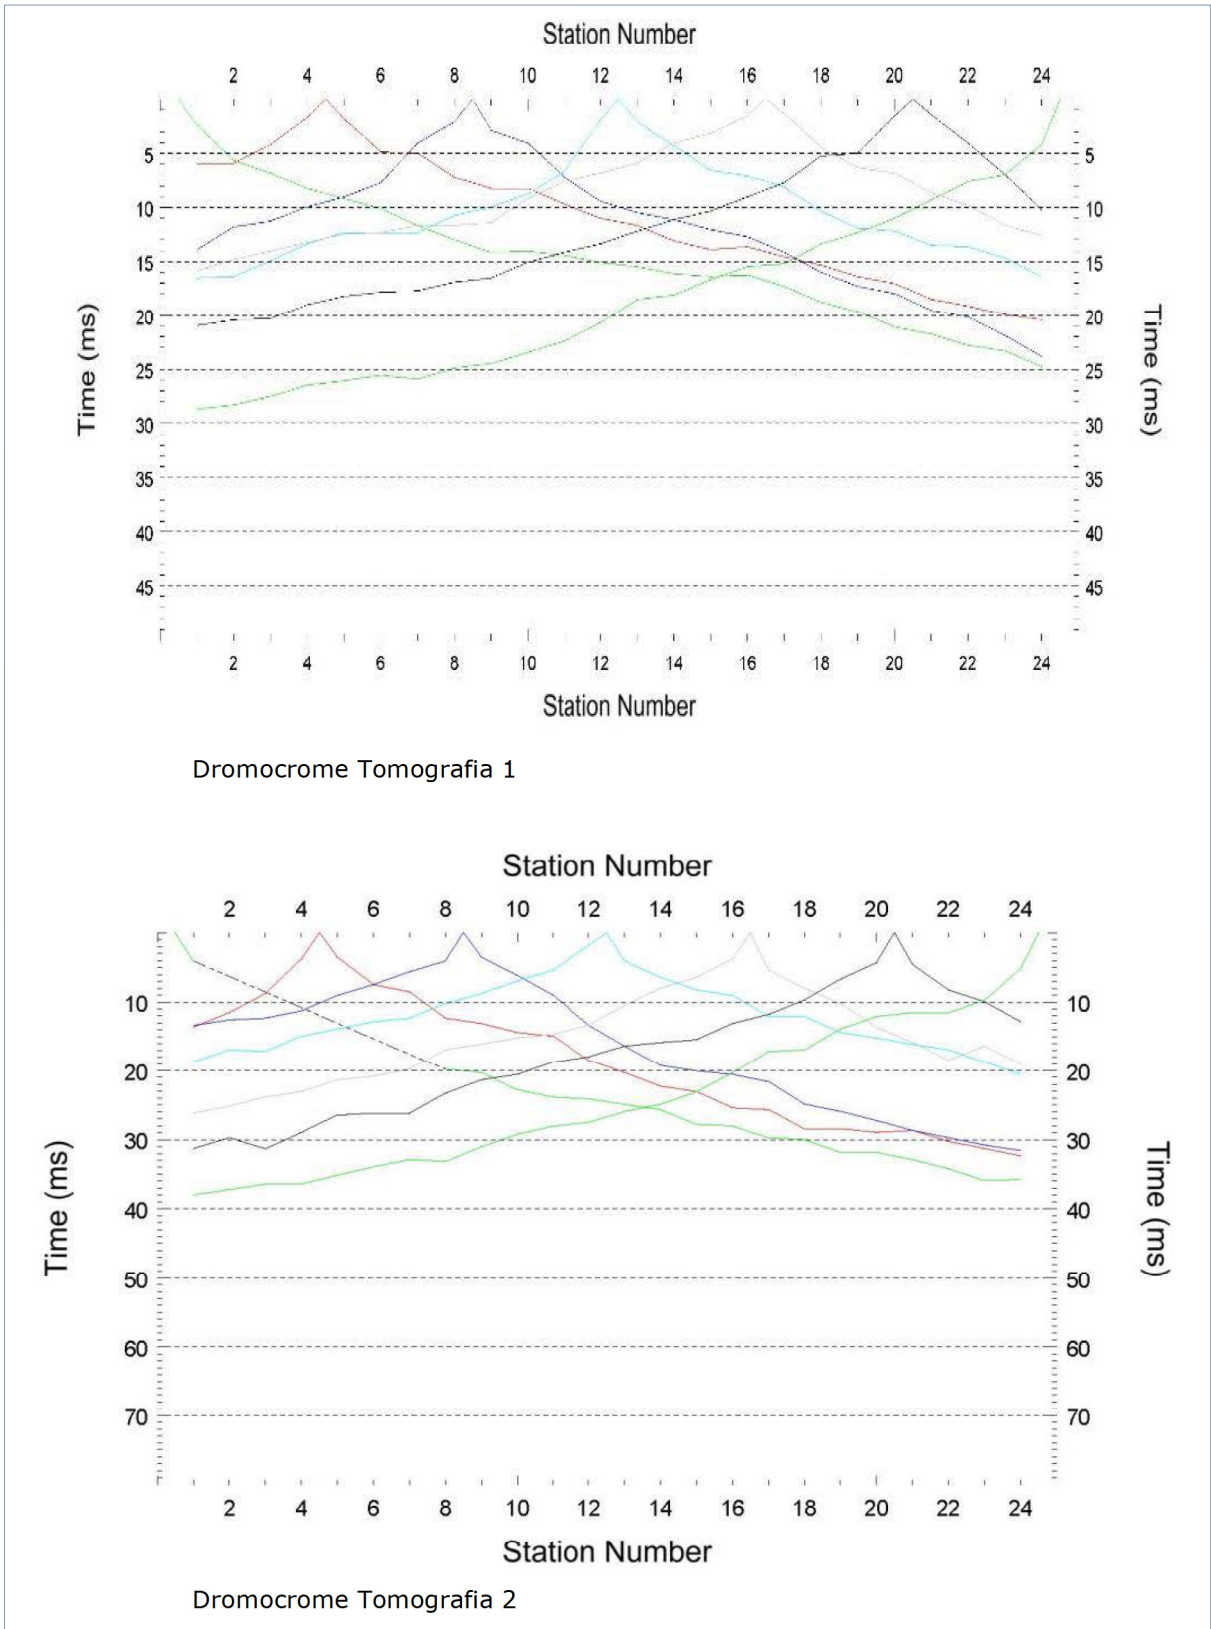 Station Number
2 4 6 8 10 12 14 16 18 20 22 24
5 5
10 10
15 15
20 20
25 25
30 30
35 35
40 40
45 45
Time (ms)
Time (ms)
2 4 6 8 10 12 14 16 18 20 22 24
Station Number
Dromocrome Tomografia 1
Station Number
2 4 6 8 10 12 14 16 18 20 22 24
10 10
20 20
30 30
40 40
50 50
60 60
70 70
Time (ms)
Time (ms)
2 4 6 8 10 12 14 16 18 20 22 24
Station Number
Dromocrome Tomografia 2